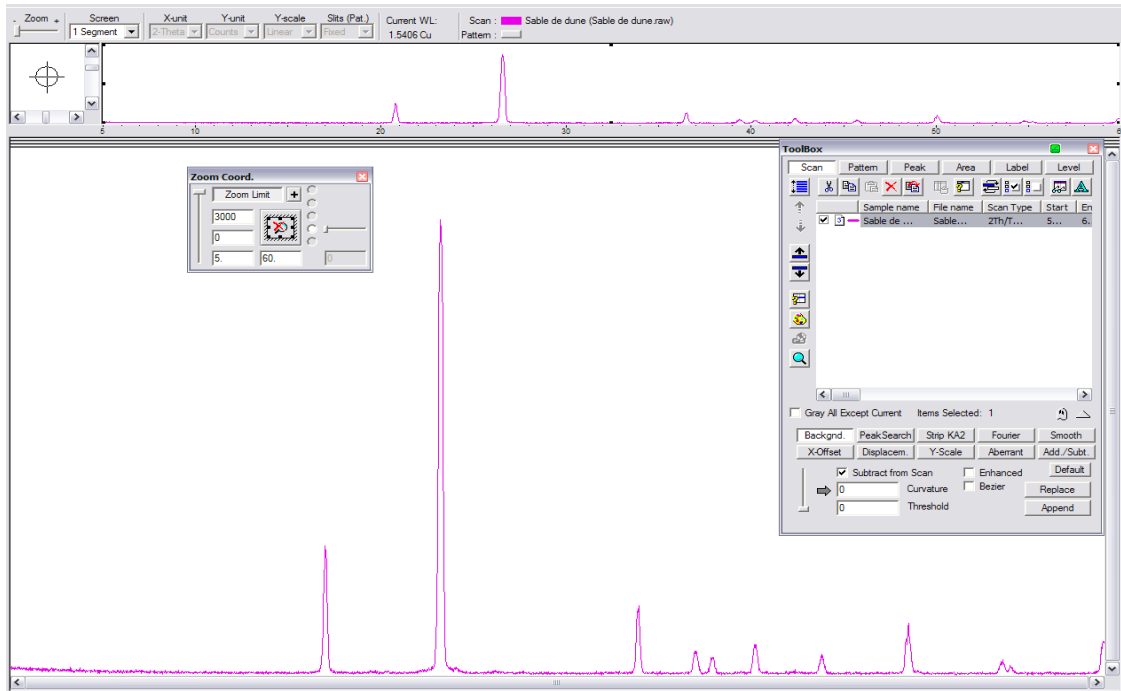 Zoom + Screen X-unit Y-unit Y-scale Slits (Pat.) Current WL: Scan : Sable de dune (Sable de dune.raw)
1 Segment 2-Theta Counts Linear Fixed 1.5406 Cu Pattern :
5 10 20 30 40 50 6
ToolBox
Scan Pattern Peak Area Label Level
Zoom Coord.
Zoom Limit +
3000
0
5. 60. 0
Sample name File name Scan Type Start En
Sable de ... Sable... 2Th/T... 5... 6.
Gray All Except Current Items Selected: 1
Backgnd. PeakSearch Strip KA2 Fourier Smooth
X-Offset Displacem. Y-Scale Aberrant Add./Subt.
Subtract from Scan Enhanced Default
0 Curvature Bezier Replace
0 Threshold Append